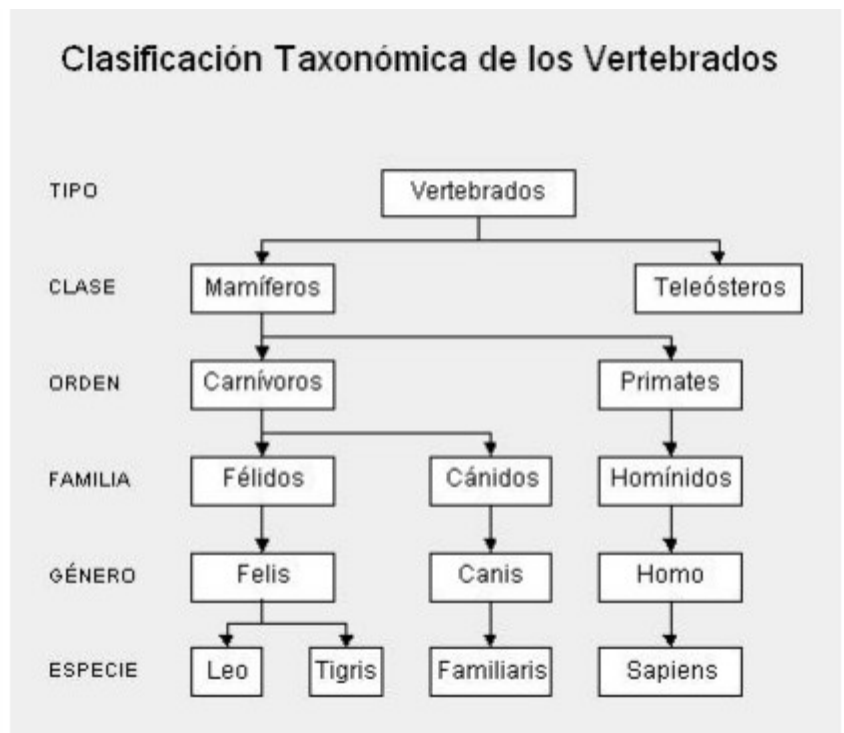 Clasificación Taxonómica de los Vertebrados
TIPO Vertebrados
CLASE Mamíferos Teleósteros
ORDEN Carnívoros Primates
FAMILIA Félidos Cánidos Homínidos
GÉNERO Felis Canis Homo
ESPECIE Leo Tigris Familiaris Sapiens